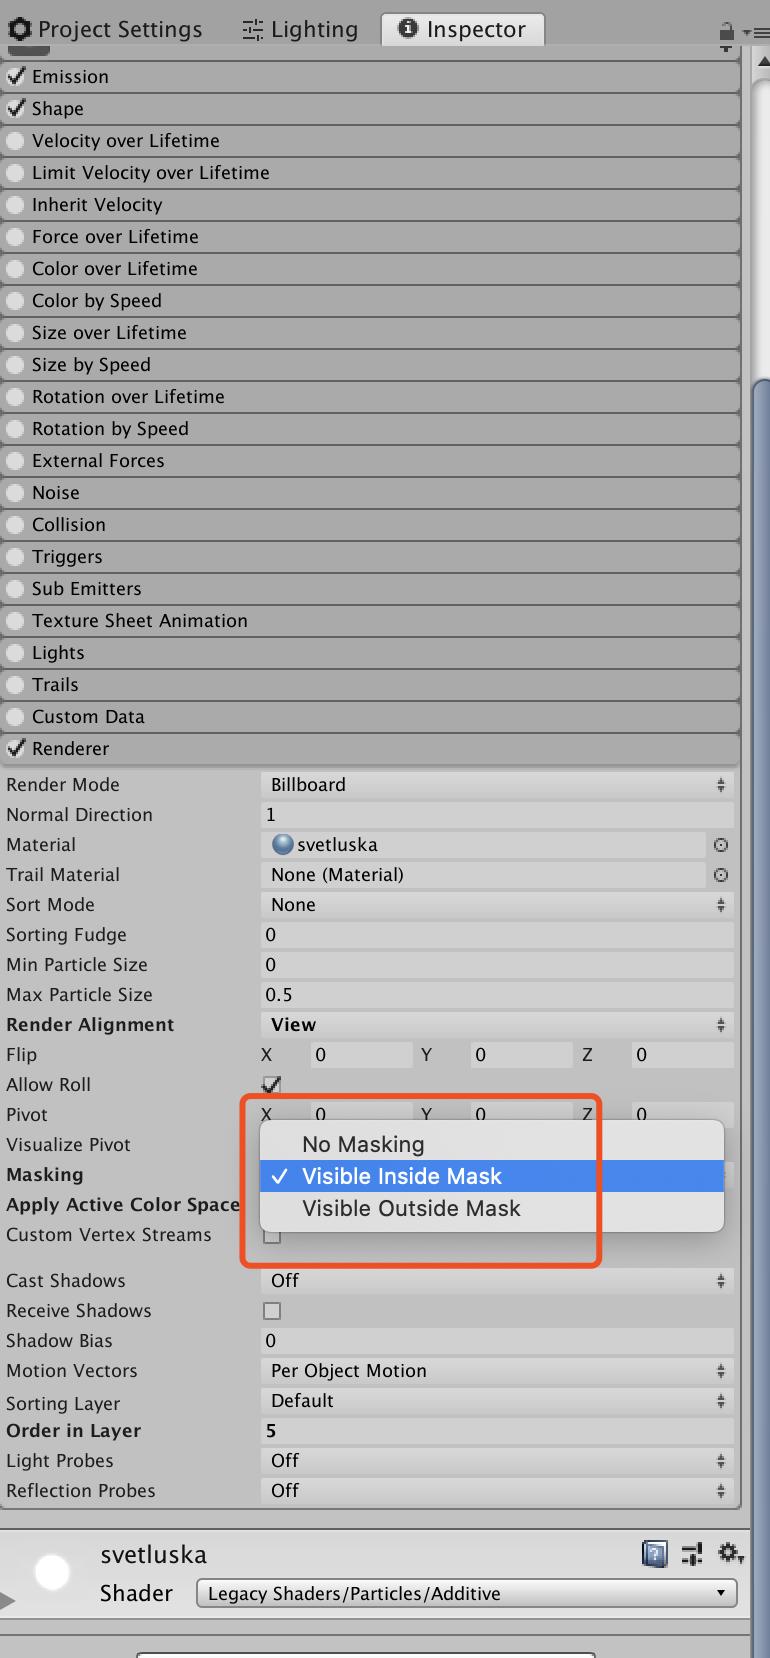 Project Settings Lighting Inspector
Emission
Shape
Velocity over Lifetime
Limit Velocity over Lifetime
Inherit Velocity
Force over Lifetime
Color over Lifetime
Color by Speed
Size over Lifetime
Size by Speed
Rotation over Lifetime
Rotation by Speed
External Forces
Noise
Collision
Triggers
Sub Emitters
Texture Sheet Animation
Lights
Trails
Custom Data
Renderer
Render Mode Billboard
Normal Direction 1
Material svetluska
Trail Material None (Material)
Sort Mode None
Sorting Fudge 0
Min Particle Size 0
Max Particle Size 0.5
Render Alignment View
Flip X 0 Y 0 Z 0
Allow Roll
Pivot X 0 Y 0 Z 0
Visualize Pivot No Masking
Masking Visible Inside Mask
Apply Active Color Space Visible Outside Mask
Custom Vertex Streams
Cast Shadows Off
Receive Shadows
Shadow Bias 0
Motion Vectors Per Object Motion
Sorting Layer Default
Order in Layer 5
Light Probes Off
Reflection Probes Off
svetluska
Shader Legacy Shaders/Particles/Additive